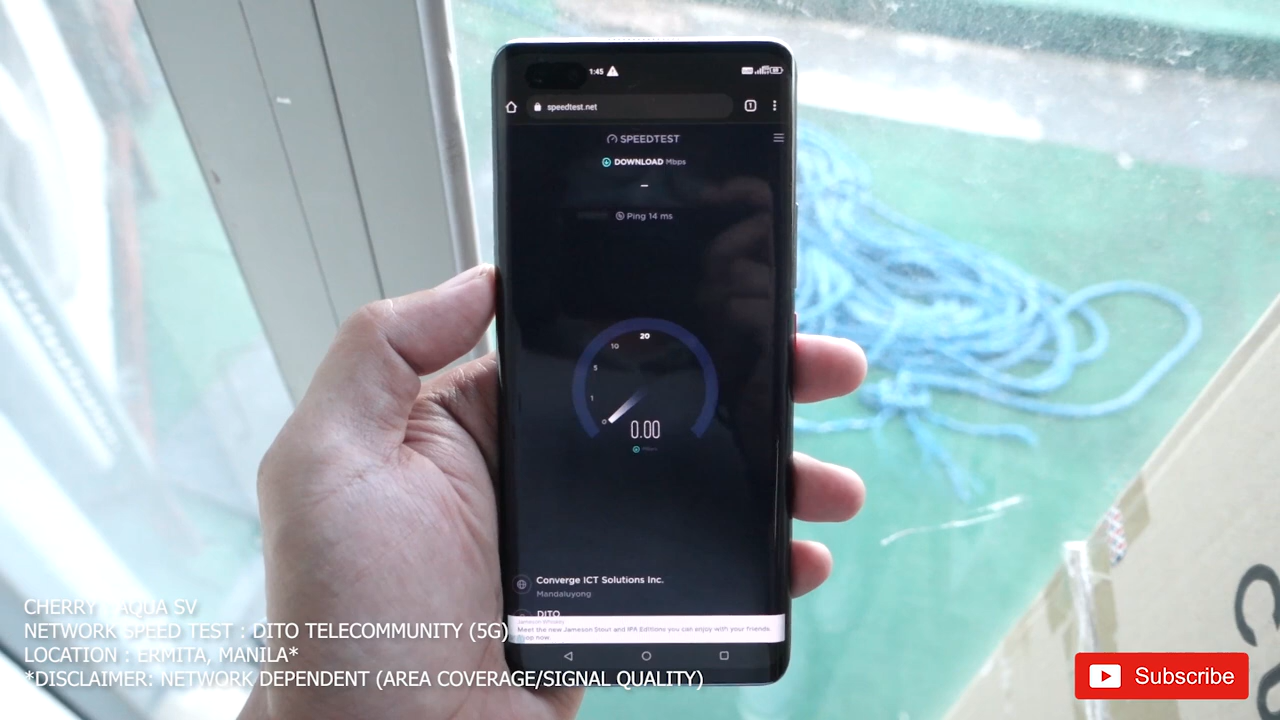 1:45
speedtest.net
1
SPEEDTEST
DOWNLOAD Mbps
--
Ping 14 ms
20
10
5
1
0
0.00
Converge ICT Solutions Inc.
Mandaluyong
DITO
Meet the new Jameson Stout and IPA Editions you can enjoy with your friends.
now.
CHERRY : AQUA SV
NETWORK SPEED TEST : DITO TELECOMMUNITY (5G)
LOCATION : ERMITA, MANILA*
*DISCLAIMER: NETWORK DEPENDENT (AREA COVERAGE/SIGNAL QUALITY)
Subscribe